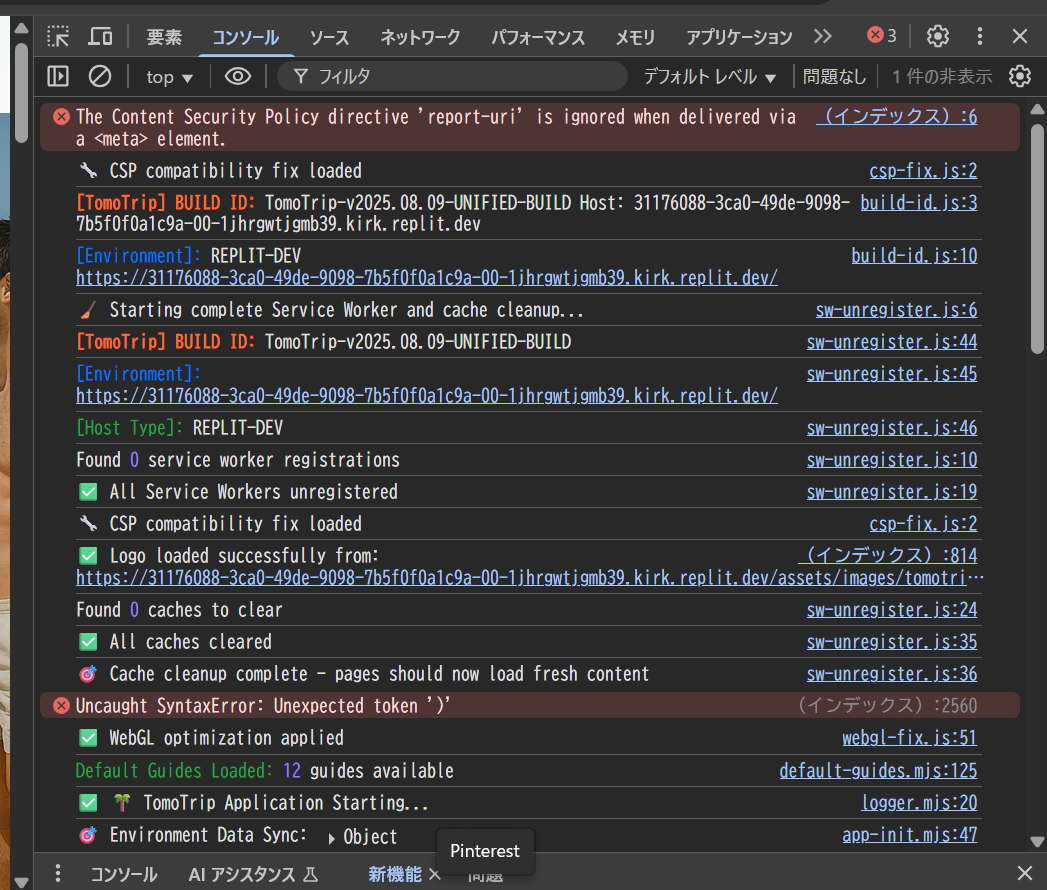 要素 コンソール ソース ネットワーク パフォーマンス メモリ アプリケーション 3
top フィルタ デフォルト レベル 問題なし 1 件の非表示
The Content Security Policy directive 'report-uri' is ignored when delivered via (インデックス):6
a <meta> element.
CSP compatibility fix loaded csp-fix.js:2
[TomoTrip] BUILD ID: TomoTrip-v2025.08.09-UNIFIED-BUILD Host: 31176088-3ca0-49de-9098- build-id.js:3
7b5f0f0a1c9a-00-1jhrgwtjgmb39.kirk.replit.dev
[Environment]: REPLIT-DEV build-id.js:10
https://31176088-3ca0-49de-9098-7b5f0f0a1c9a-00-1jhrgwtjgmb39.kirk.replit.dev/
Starting complete Service Worker and cache cleanup... sw-unregister.js:6
[TomoTrip] BUILD ID: TomoTrip-v2025.08.09-UNIFIED-BUILD sw-unregister.js:44
[Environment]: sw-unregister.js:45
https://31176088-3ca0-49de-9098-7b5f0f0a1c9a-00-1jhrgwtjgmb39.kirk.replit.dev/
[Host Type]: REPLIT-DEV sw-unregister.js:46
Found 0 service worker registrations sw-unregister.js:10
✅ All Service Workers unregistered sw-unregister.js:19
CSP compatibility fix loaded csp-fix.js:2
✅ Logo loaded successfully from: (インデックス):814
https://31176088-3ca0-49de-9098-7b5f0f0a1c9a-00-1jhrgwtjgmb39.kirk.replit.dev/assets/images/tomotri…
Found 0 caches to clear sw-unregister.js:24
✅ All caches cleared sw-unregister.js:35
Cache cleanup complete - pages should now load fresh content sw-unregister.js:36
Uncaught SyntaxError: Unexpected token ')' (インデックス):2560
✅ WebGL optimization applied webgl-fix.js:51
Default Guides Loaded: 12 guides available default-guides.mjs:125
✅ 🌴 TomoTrip Application Starting... logger.mjs:20
Environment Data Sync: ▶ Object app-init.mjs:47
Pinterest
コンソール AI アシスタンス 新機能 × 問題